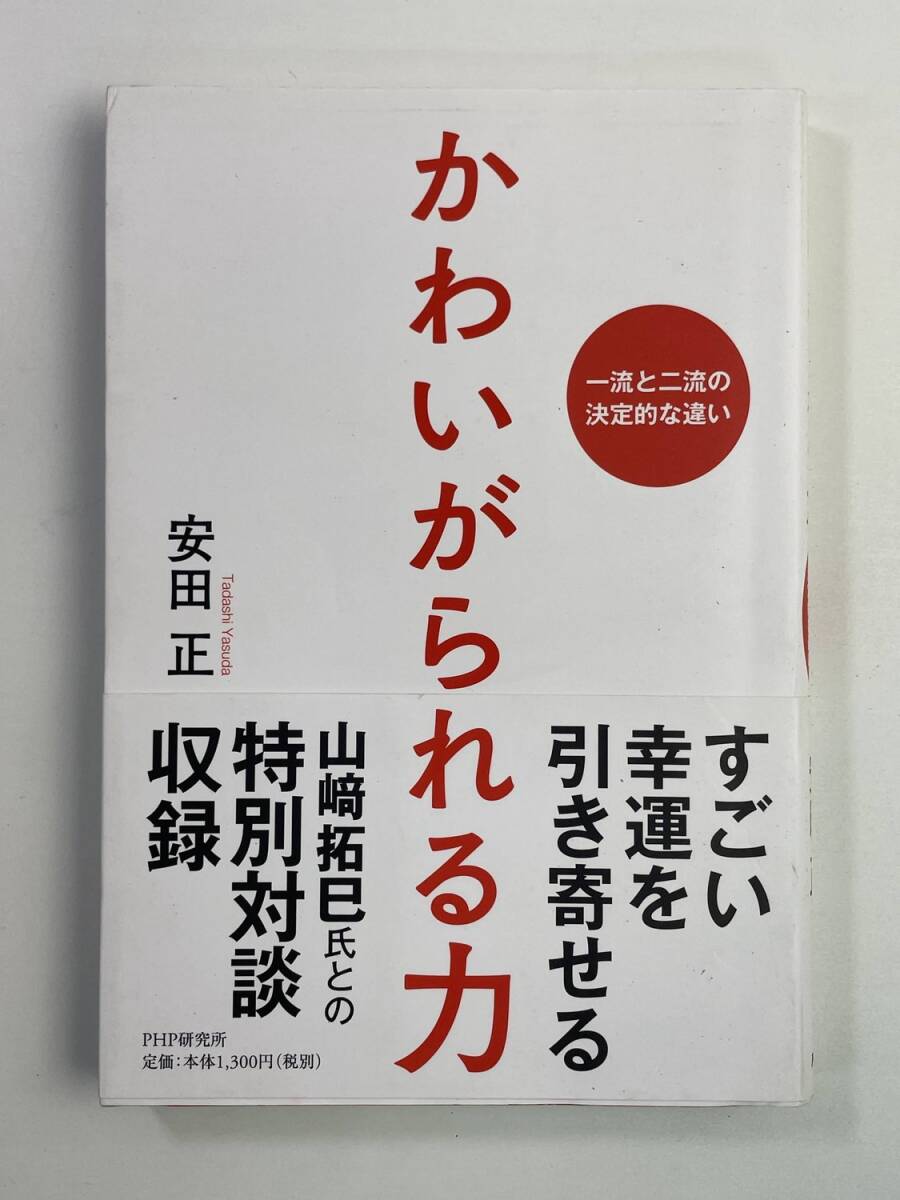 かわいがられる力
一流と二流の
決定的な違い
安田 正
Tadashi Yasuda
すごい
幸運を
引き寄せる
山﨑拓巳氏との
特別対談
収録
PHP研究所
定価:本体1,300円(税別)